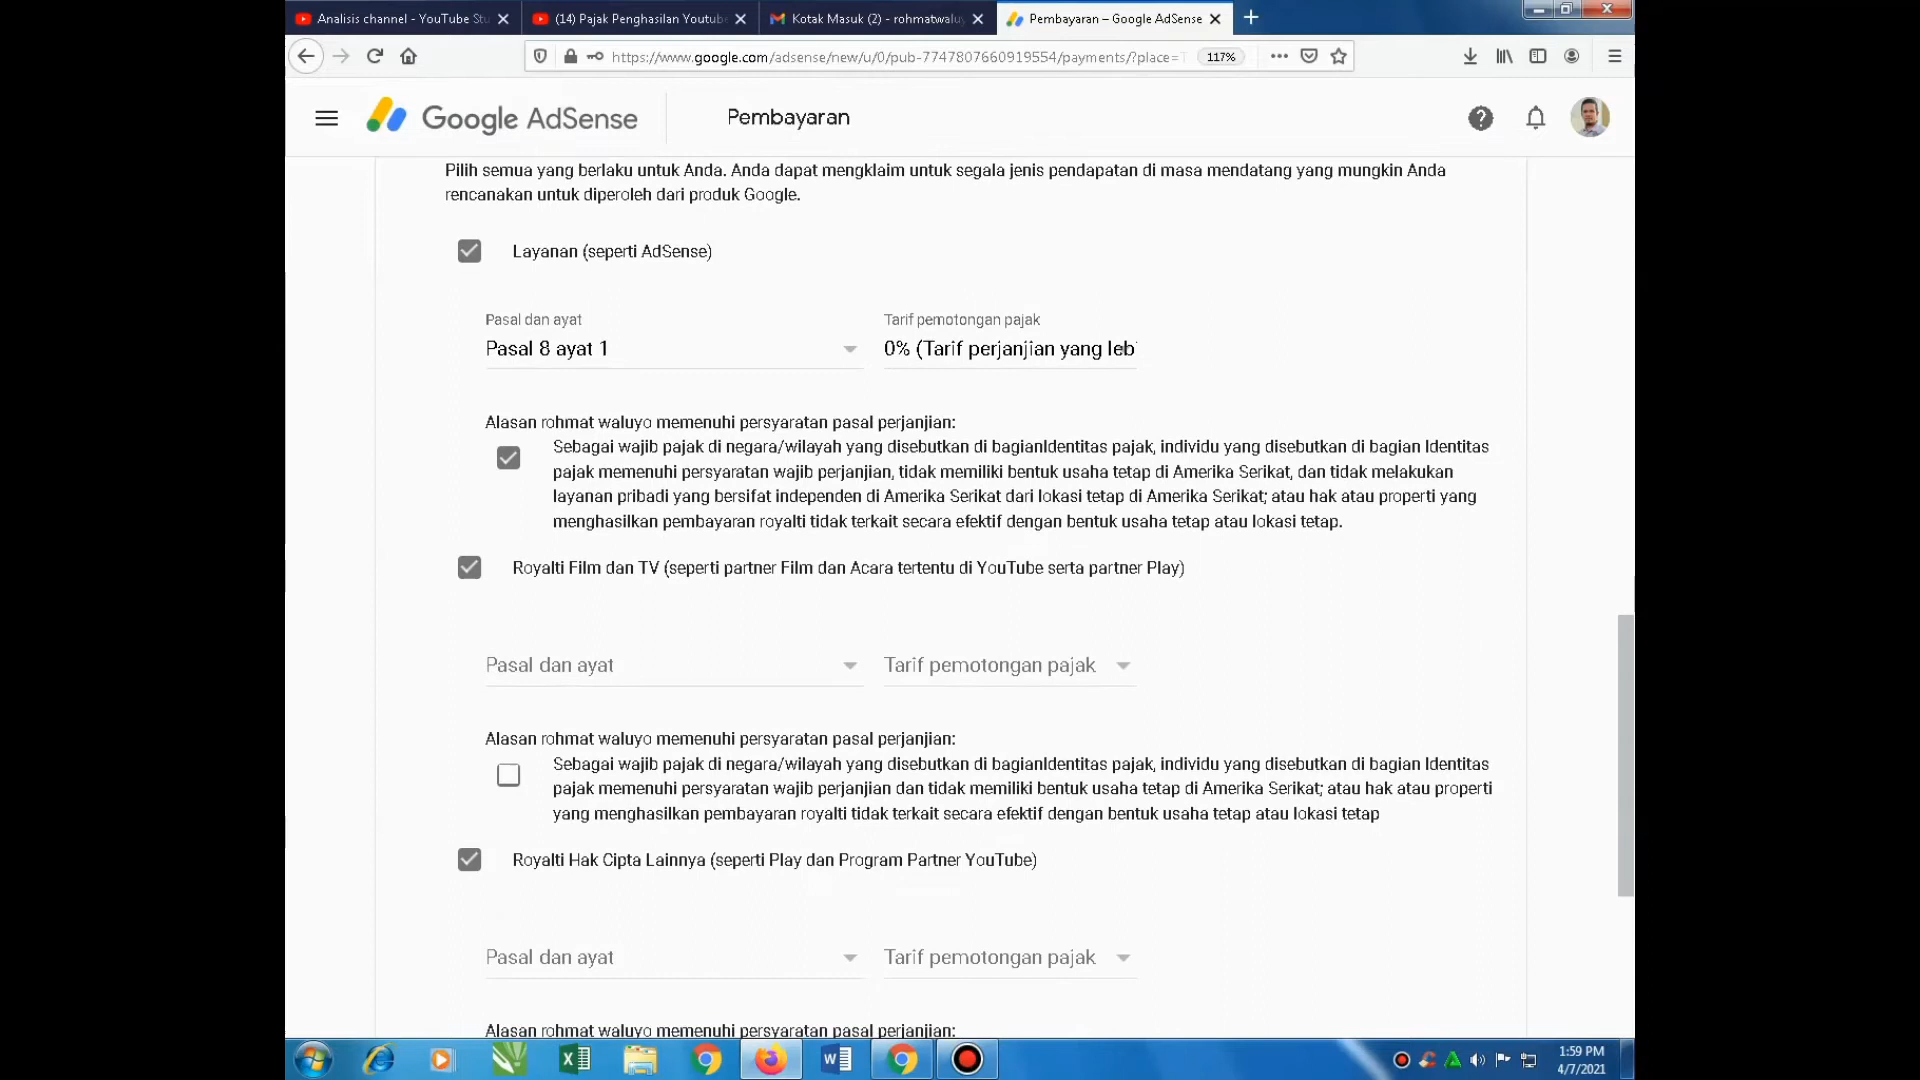 Analisis channel - YouTube Stu
(14) Pajak Penghasilan Youtube
Kotak Masuk (2) - rohmatwaluy
Pembayaran – Google AdSense
https://www.google.com/adsense/new/u/0/pub-7747807660919554/payments/?place=
117%
Google AdSense
Pembayaran
Pilih semua yang berlaku untuk Anda. Anda dapat mengklaim untuk segala jenis pendapatan di masa mendatang yang mungkin Anda
rencanakan untuk diperoleh dari produk Google.
Layanan (seperti AdSense)
Pasal dan ayat
Tarif pemotongan pajak
Pasal 8 ayat 1
0% (Tarif perjanjian yang leb
Alasan rohmat waluyo memenuhi persyaratan pasal perjanjian:
Sebagai wajib pajak di negara/wilayah yang disebutkan di bagianIdentitas pajak, individu yang disebutkan di bagian Identitas
pajak memenuhi persyaratan wajib perjanjian, tidak memiliki bentuk usaha tetap di Amerika Serikat, dan tidak melakukan
layanan pribadi yang bersifat independen di Amerika Serikat dari lokasi tetap di Amerika Serikat; atau hak atau properti yang
menghasilkan pembayaran royalti tidak terkait secara efektif dengan bentuk usaha tetap atau lokasi tetap.
Royalti Film dan TV (seperti partner Film dan Acara tertentu di YouTube serta partner Play)
Pasal dan ayat
Tarif pemotongan pajak
Alasan rohmat waluyo memenuhi persyaratan pasal perjanjian:
Sebagai wajib pajak di negara/wilayah yang disebutkan di bagianIdentitas pajak, individu yang disebutkan di bagian Identitas
pajak memenuhi persyaratan wajib perjanjian dan tidak memiliki bentuk usaha tetap di Amerika Serikat; atau hak atau properti
yang menghasilkan pembayaran royalti tidak terkait secara efektif dengan bentuk usaha tetap atau lokasi tetap
Royalti Hak Cipta Lainnya (seperti Play dan Program Partner YouTube)
Pasal dan ayat
Tarif pemotongan pajak
Alasan rohmat waluyo memenuhi persyaratan pasal perjanjian:
1:59 PM
4/7/2021